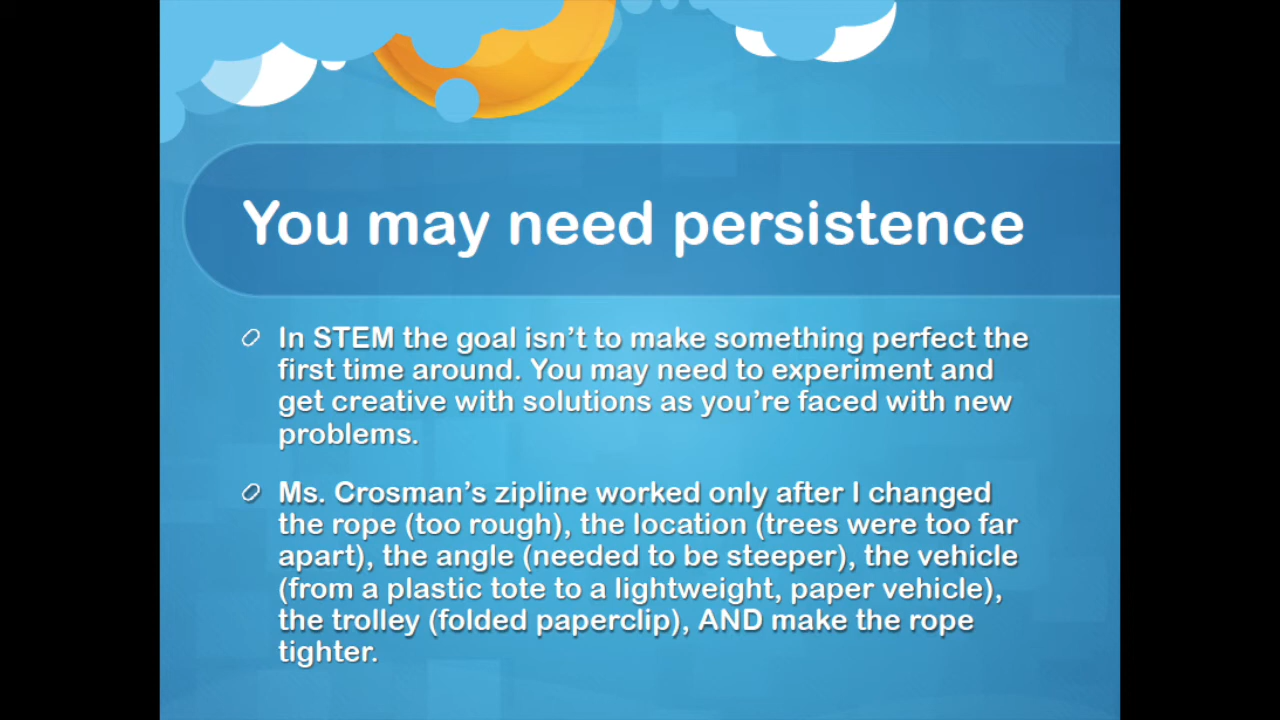 You may need persistence
In STEM the goal isn’t to make something perfect the
first time around. You may need to experiment and
get creative with solutions as you’re faced with new
problems.
Ms. Crosman’s zipline worked only after I changed
the rope (too rough), the location (trees were too far
apart), the angle (needed to be steeper), the vehicle
(from a plastic tote to a lightweight, paper vehicle),
the trolley (folded paperclip), AND make the rope
tighter.